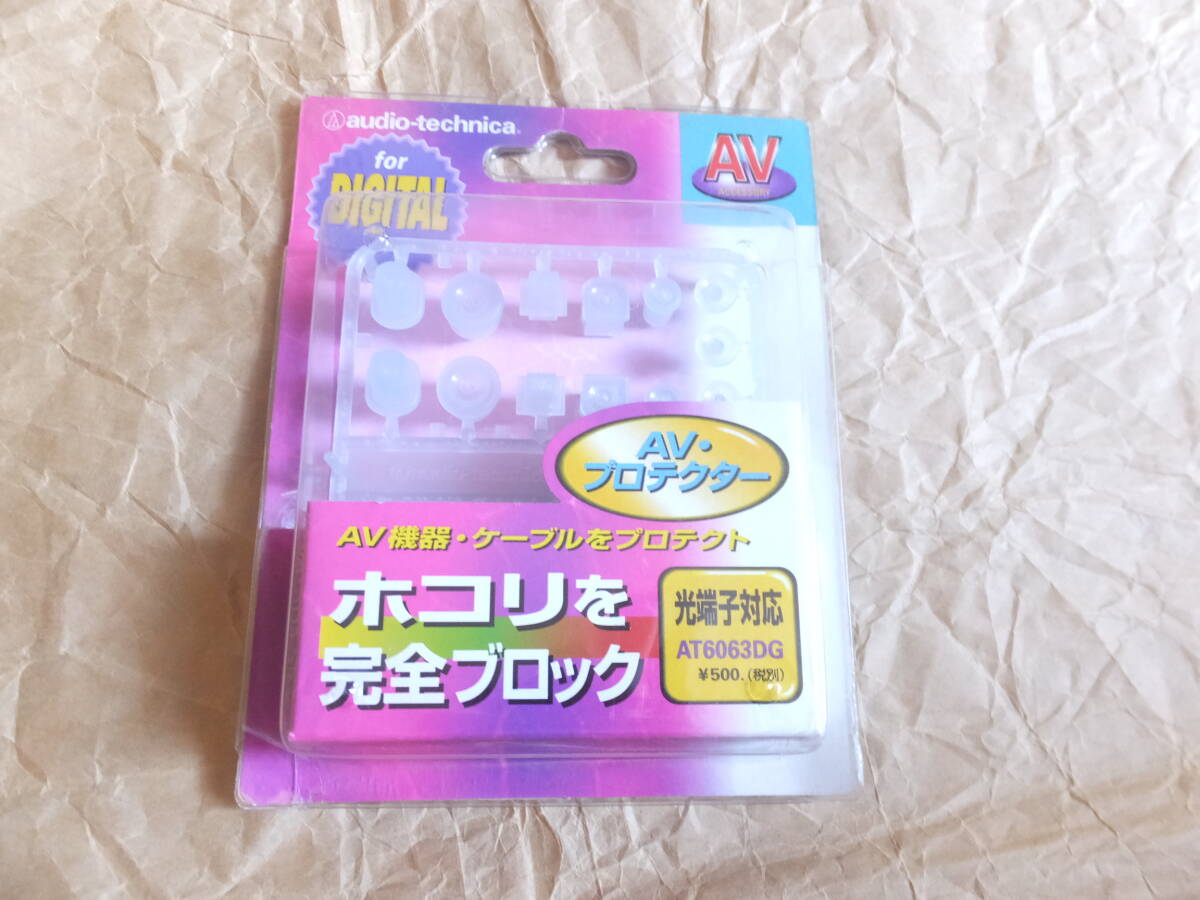 audio-technica
for
DIGITAL
AV
ACCESSORY
AV・
プロテクター
AV機器・ケーブルをプロテクト
ホコリを
完全ブロック
光端子対応
AT6063DG
¥500.(税別)